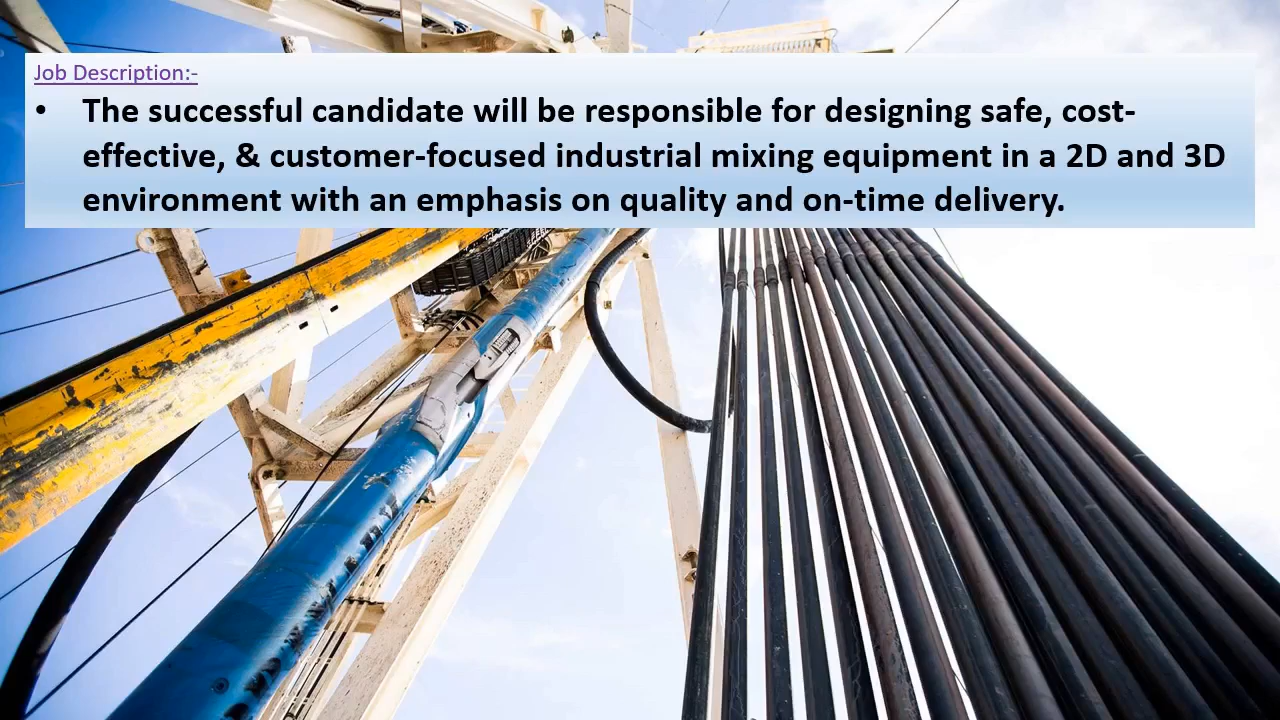 Job Description:-
• The successful candidate will be responsible for designing safe, cost-
effective, & customer-focused industrial mixing equipment in a 2D and 3D
environment with an emphasis on quality and on-time delivery.